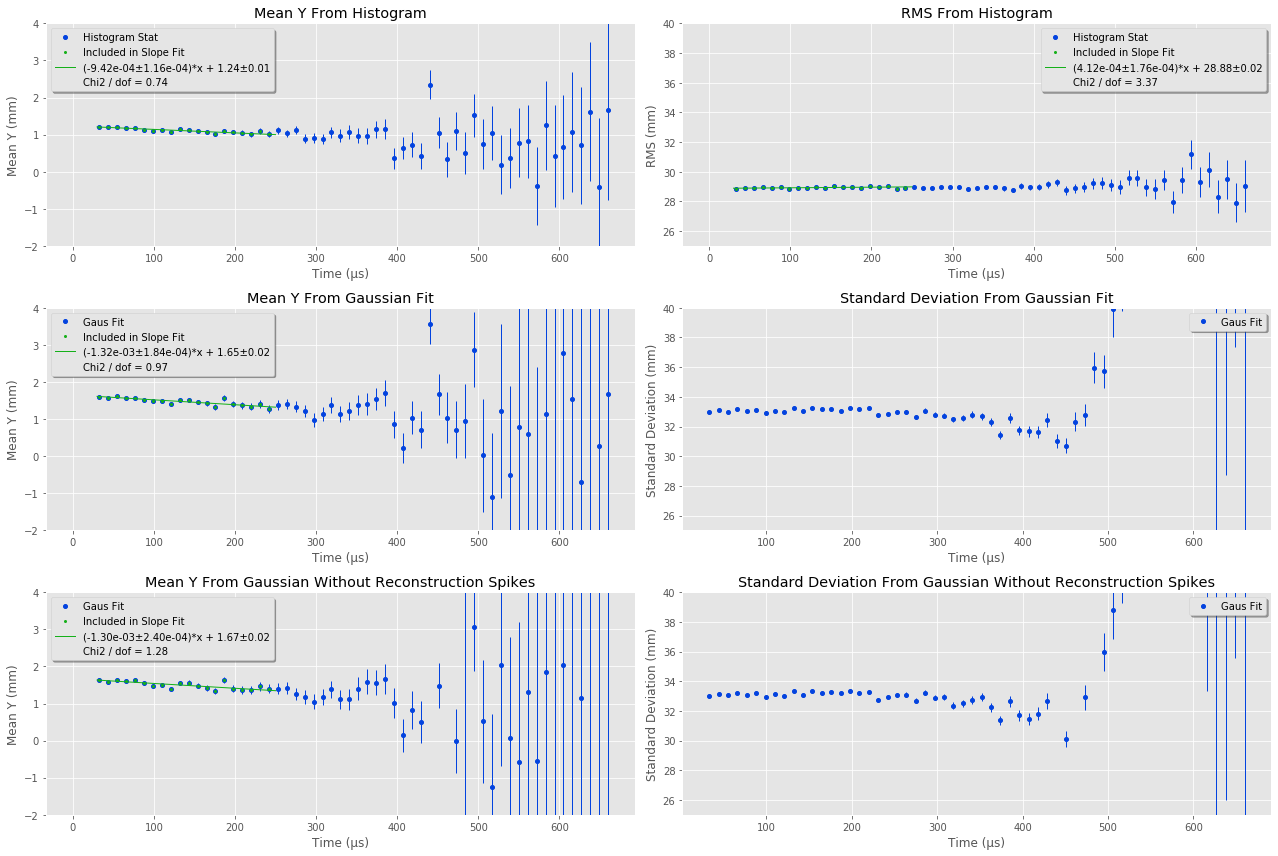 Mean Y From Histogram
4
3
2
1
0
−1
−2
Mean Y (mm)
Histogram Stat
Included in Slope Fit
(-9.42e-04±1.16e-04)*x + 1.24±0.01
Chi2 / dof = 0.74
0 100 200 300 400 500 600
Time (µs)
RMS From Histogram
40
38
36
34
32
30
28
26
RMS (mm)
Histogram Stat
Included in Slope Fit
(4.12e-04±1.76e-04)*x + 28.88±0.02
Chi2 / dof = 3.37
0 100 200 300 400 500 600
Time (µs)
Mean Y From Gaussian Fit
4
3
2
1
0
−1
−2
Mean Y (mm)
Gaus Fit
Included in Slope Fit
(-1.32e-03±1.84e-04)*x + 1.65±0.02
Chi2 / dof = 0.97
0 100 200 300 400 500 600
Time (µs)
Standard Deviation From Gaussian Fit
40
38
36
34
32
30
28
26
Standard Deviation (mm)
Gaus Fit
100 200 300 400 500 600
Time (µs)
Mean Y From Gaussian Without Reconstruction Spikes
4
3
2
1
0
−1
−2
Mean Y (mm)
Gaus Fit
Included in Slope Fit
(-1.30e-03±2.40e-04)*x + 1.67±0.02
Chi2 / dof = 1.28
0 100 200 300 400 500 600
Time (µs)
Standard Deviation From Gaussian Without Reconstruction Spikes
40
38
36
34
32
30
28
26
Standard Deviation (mm)
Gaus Fit
100 200 300 400 500 600
Time (µs)